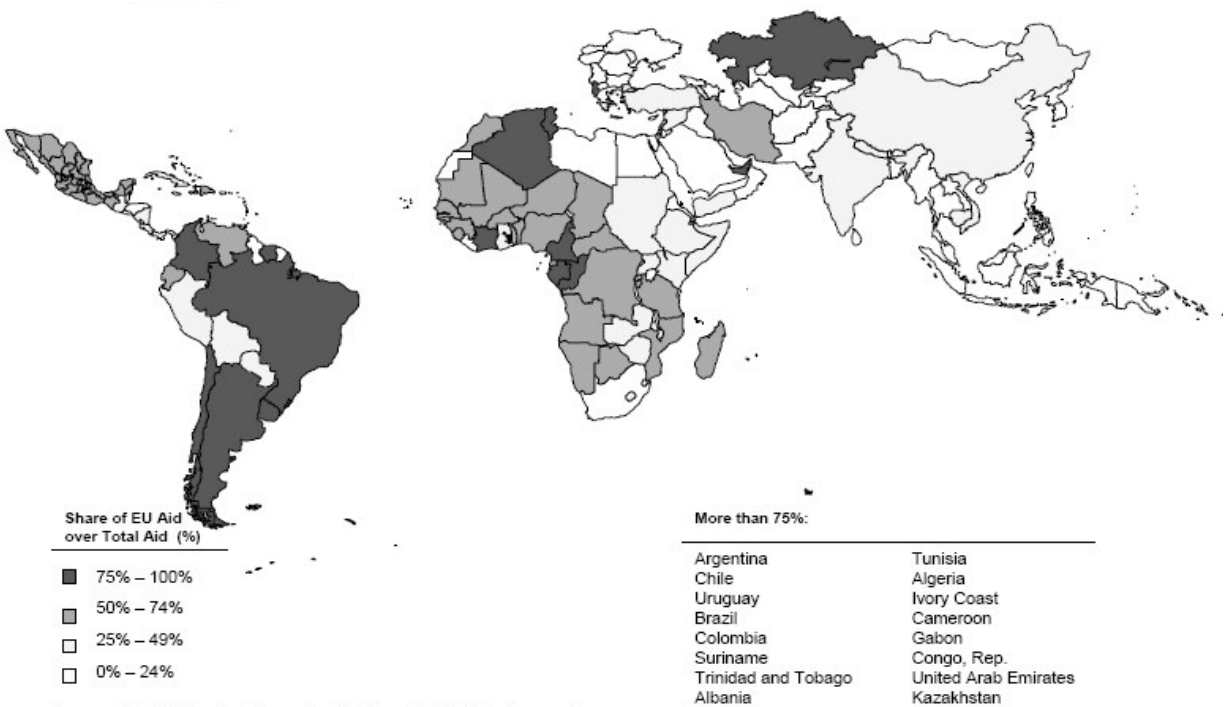 Share of EU Aid
over Total Aid (%)
75% – 100%
50% – 74%
25% – 49%
0% – 24%
More than 75%:
Argentina Tunisia
Chile Algeria
Uruguay Ivory Coast
Brazil Cameroon
Colombia Gabon
Suriname Congo, Rep.
Trinidad and Tobago United Arab Emirates
Albania Kazakhstan